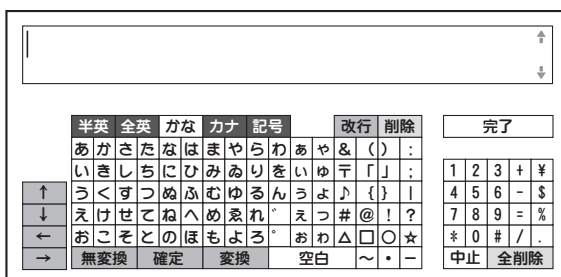 半英 全英 かな カナ 記号 改行 削除 完了
あ か さ た な は ま や ら わ ぁ ゃ & ( ) :
い き し ち に ひ み ゐ り を ぃ ゅ 〒 「 」 ; 1 2 3 + ¥
↑ う く す つ ぬ ふ む ゆ る ん ぅ ょ ♪ { } | 4 5 6 - $
↓ え け せ て ね へ め ゑ れ ゛ ぇ っ # @ ! ? 7 8 9 = %
← お こ そ と の ほ も よ ろ ゜ ぉ ゎ △ □ ○ ☆ * 0 # / .
→ 無変換 確定 変換 空白 ~ ・ ー 中止 全削除